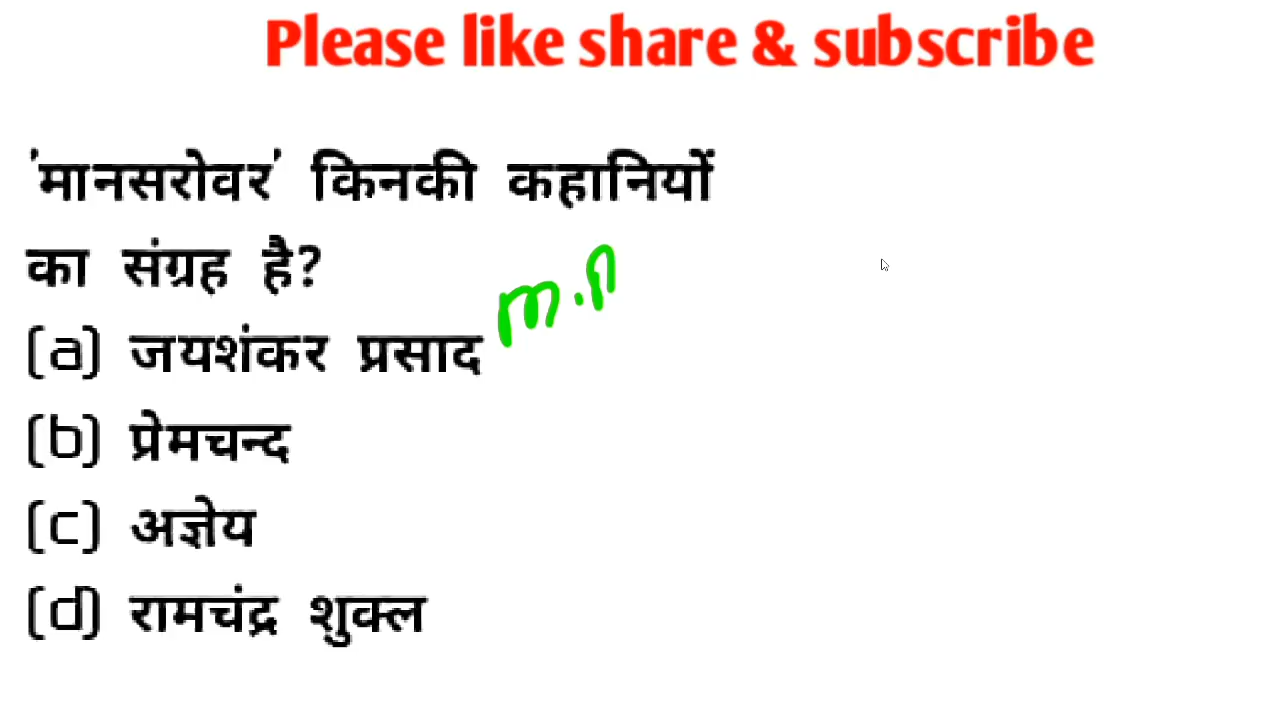 Please like share & subscribe
'मानसरोवर' किनकी कहानियों
का संग्रह है?
(a) जयशंकर प्रसाद
(b) प्रेमचन्द
(c) अज्ञेय
(d) रामचंद्र शुक्ल